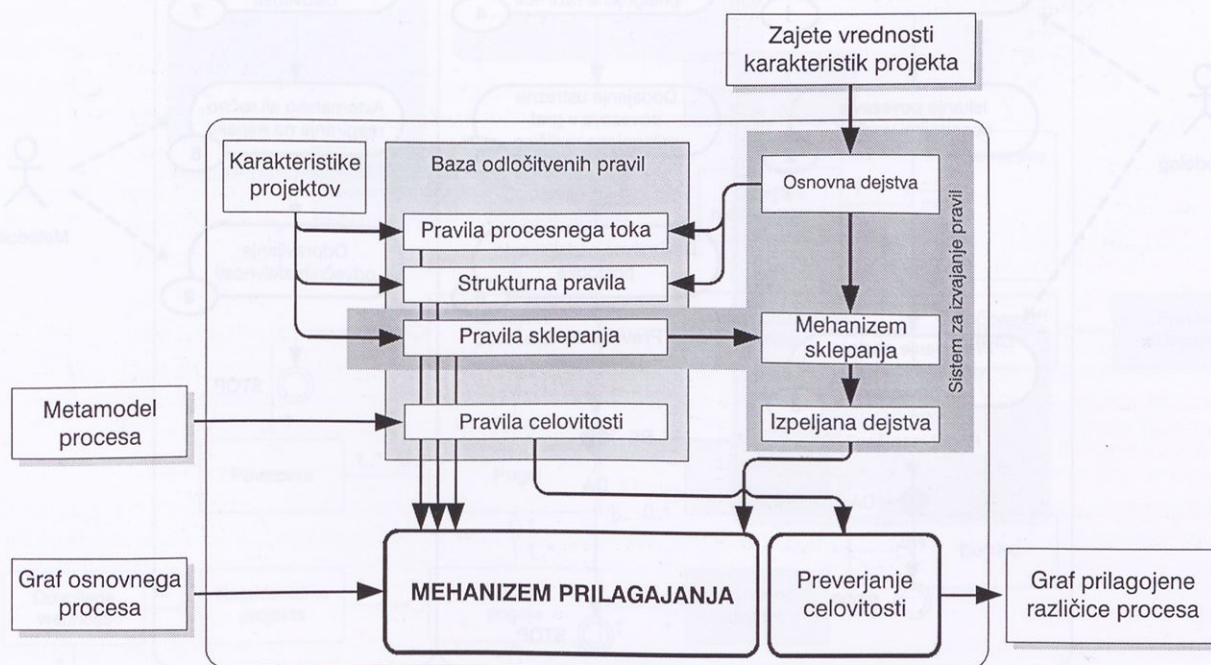 Zajete vrednosti
karakteristik projekta
Karakteristike
projektov
Baza odločitvenih pravil
Osnovna dejstva
Pravila procesnega toka
Strukturna pravila
Pravila sklepanja
Mehanizem
sklepanja
Sistem za izvajanje pravil
Metamodel
procesa
Pravila celovitosti
Izpeljana dejstva
Graf osnovnega
procesa
MEHANIZEM PRILAGAJANJA
Preverjanje
celovitosti
Graf prilagojene
različice procesa